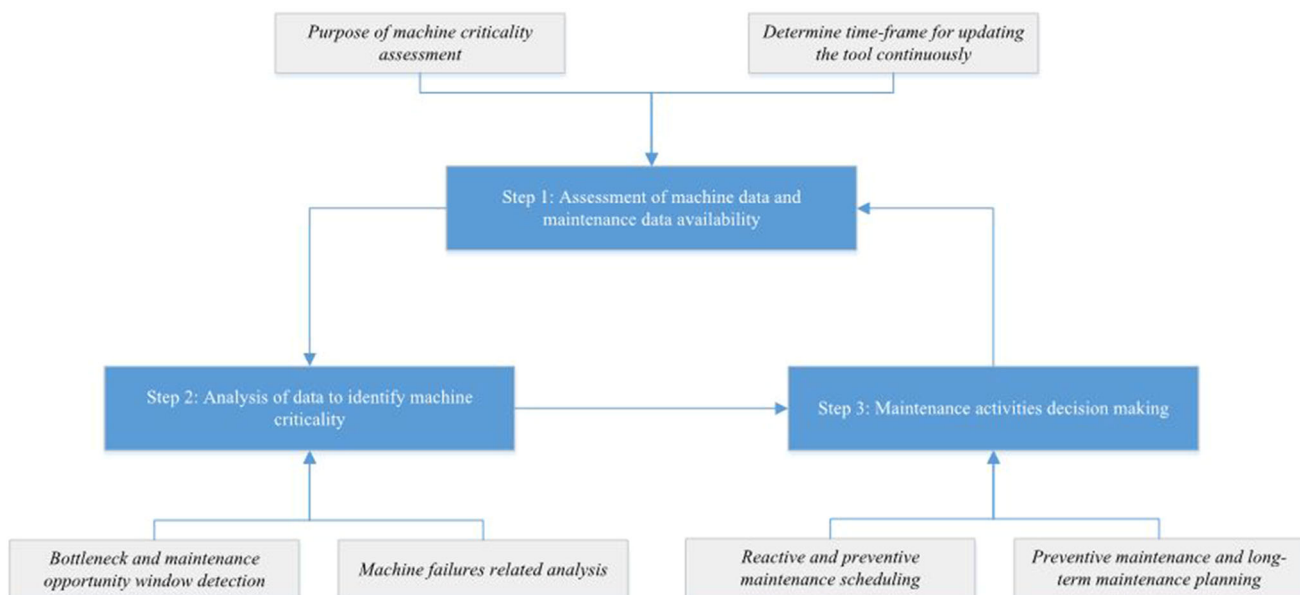 Purpose of machine criticality
assessment
Determine time-frame for updating
the tool continuously
Step 1: Assessment of machine data and
maintenance data availability
Step 2: Analysis of data to identify machine
criticality
Step 3: Maintenance activities decision making
Bottleneck and maintenance
opportunity window detection
Machine failures related analysis
Reactive and preventive
maintenance scheduling
Preventive maintenance and long-
term maintenance planning